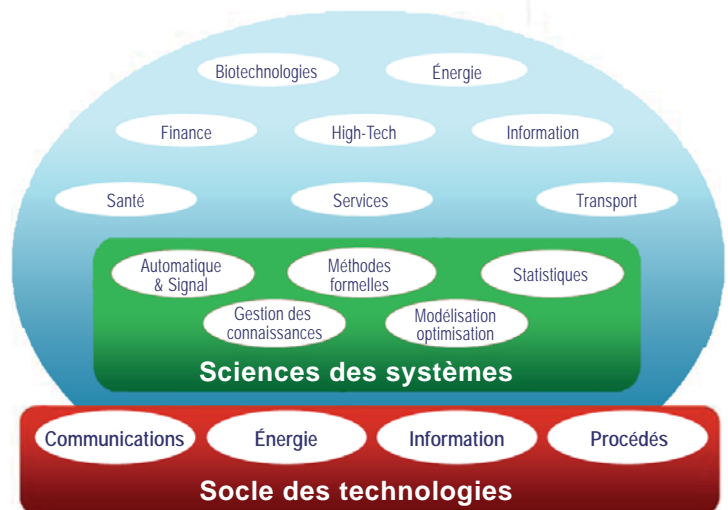 Biotechnologies
Énergie
Finance
High-Tech
Information
Santé
Services
Transport
Automatique
& Signal
Méthodes
formelles
Statistiques
Gestion des
connaissances
Modélisation
optimisation
Sciences des systèmes
Communications
Énergie
Information
Procédés
Socle des technologies